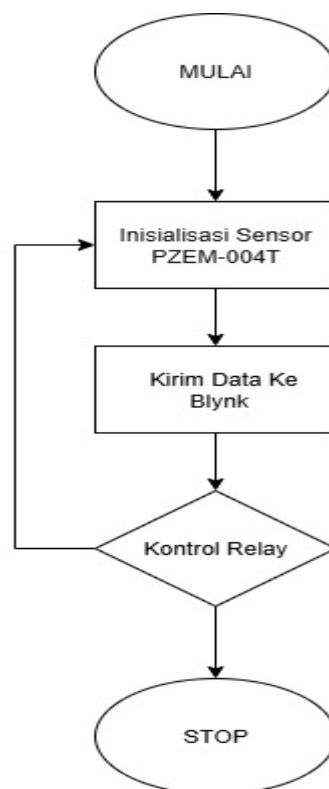 MULAI
Inisialisasi Sensor
PZEM-004T
Kirim Data Ke
Blynk
Kontrol Relay
STOP